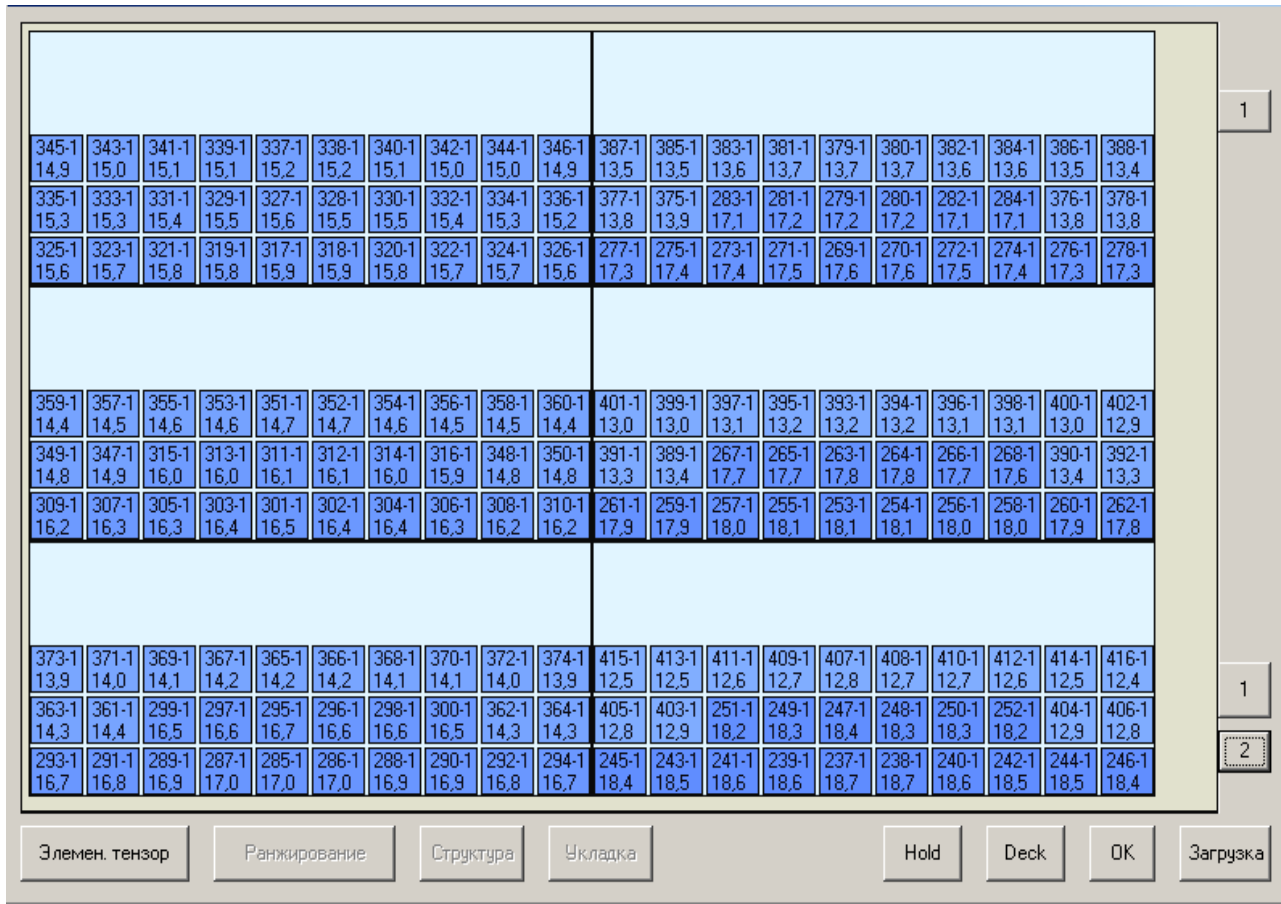 1
345-1 343-1 341-1 339-1 337-1 338-1 340-1 342-1 344-1 346-1 387-1 385-1 383-1 381-1 379-1 380-1 382-1 384-1 386-1 388-1
14,9 15,0 15,1 15,1 15,2 15,2 15,1 15,0 15,0 14,9 13,5 13,5 13,6 13,7 13,7 13,7 13,6 13,6 13,5 13,4
335-1 333-1 331-1 329-1 327-1 328-1 330-1 332-1 334-1 336-1 377-1 375-1 283-1 281-1 279-1 280-1 282-1 284-1 376-1 378-1
15,3 15,3 15,4 15,5 15,6 15,5 15,5 15,4 15,3 15,2 13,8 13,9 17,1 17,2 17,2 17,2 17,1 17,1 13,8 13,8
325-1 323-1 321-1 319-1 317-1 318-1 320-1 322-1 324-1 326-1 277-1 275-1 273-1 271-1 269-1 270-1 272-1 274-1 276-1 278-1
15,6 15,7 15,8 15,8 15,9 15,9 15,8 15,7 15,7 15,6 17,3 17,4 17,4 17,5 17,6 17,6 17,5 17,4 17,3 17,3
359-1 357-1 355-1 353-1 351-1 352-1 354-1 356-1 358-1 360-1 401-1 399-1 397-1 395-1 393-1 394-1 396-1 398-1 400-1 402-1
14,4 14,5 14,6 14,6 14,7 14,7 14,6 14,5 14,5 14,4 13,0 13,0 13,1 13,2 13,2 13,2 13,1 13,1 13,0 12,9
349-1 347-1 315-1 313-1 311-1 312-1 314-1 316-1 348-1 350-1 391-1 389-1 267-1 265-1 263-1 264-1 266-1 268-1 390-1 392-1
14,8 14,9 16,0 16,0 16,1 16,1 16,0 15,9 14,8 14,8 13,3 13,4 17,7 17,7 17,8 17,8 17,7 17,6 13,4 13,3
309-1 307-1 305-1 303-1 301-1 302-1 304-1 306-1 308-1 310-1 261-1 259-1 257-1 255-1 253-1 254-1 256-1 258-1 260-1 262-1
16,2 16,3 16,3 16,4 16,5 16,4 16,4 16,3 16,2 16,2 17,9 17,9 18,0 18,1 18,1 18,1 18,0 18,0 17,9 17,8
373-1 371-1 369-1 367-1 365-1 366-1 368-1 370-1 372-1 374-1 415-1 413-1 411-1 409-1 407-1 408-1 410-1 412-1 414-1 416-1
13,9 14,0 14,1 14,2 14,2 14,2 14,1 14,1 14,0 13,9 12,5 12,5 12,6 12,7 12,8 12,7 12,7 12,6 12,5 12,4
1
363-1 361-1 299-1 297-1 295-1 296-1 298-1 300-1 362-1 364-1 405-1 403-1 251-1 249-1 247-1 248-1 250-1 252-1 404-1 406-1
14,3 14,4 16,5 16,6 16,7 16,6 16,6 16,5 14,3 14,3 12,8 12,9 18,2 18,3 18,4 18,3 18,3 18,2 12,9 12,8
2
293-1 291-1 289-1 287-1 285-1 286-1 288-1 290-1 292-1 294-1 245-1 243-1 241-1 239-1 237-1 238-1 240-1 242-1 244-1 246-1
16,7 16,8 16,9 17,0 17,0 17,0 16,9 16,9 16,8 16,7 18,4 18,5 18,6 18,6 18,7 18,7 18,6 18,5 18,5 18,4
Элемен. тензор Ранжирование Структура Укладка Hold Deck OK Загрузка